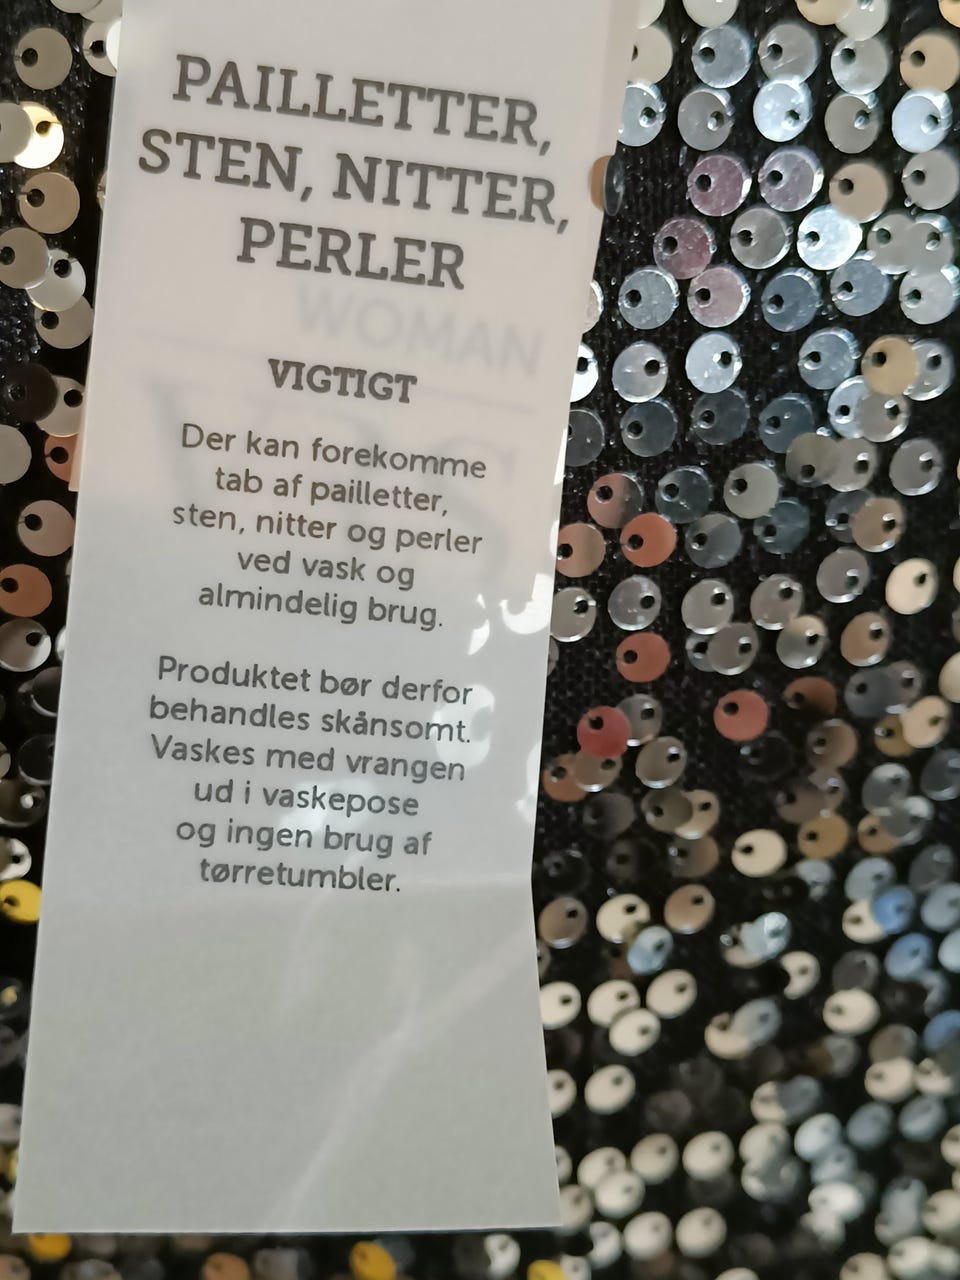 PAILLETTER,
STEN, NITTER,
PERLER
WOMAN
VIGTIGT
Der kan forekomme
tab af pailletter,
sten, nitter og perler
ved vask og
almindelig brug.
Produktet bør derfor
behandles skånsomt.
Vaskes med vrangen
ud i vaskepose
og ingen brug af
tørretumbler.